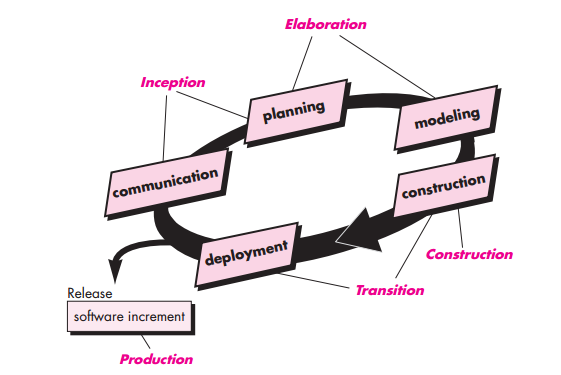 Elaboration
Inception
planning
modeling
communication
construction
deployment
Construction
Transition
Release
software increment
Production